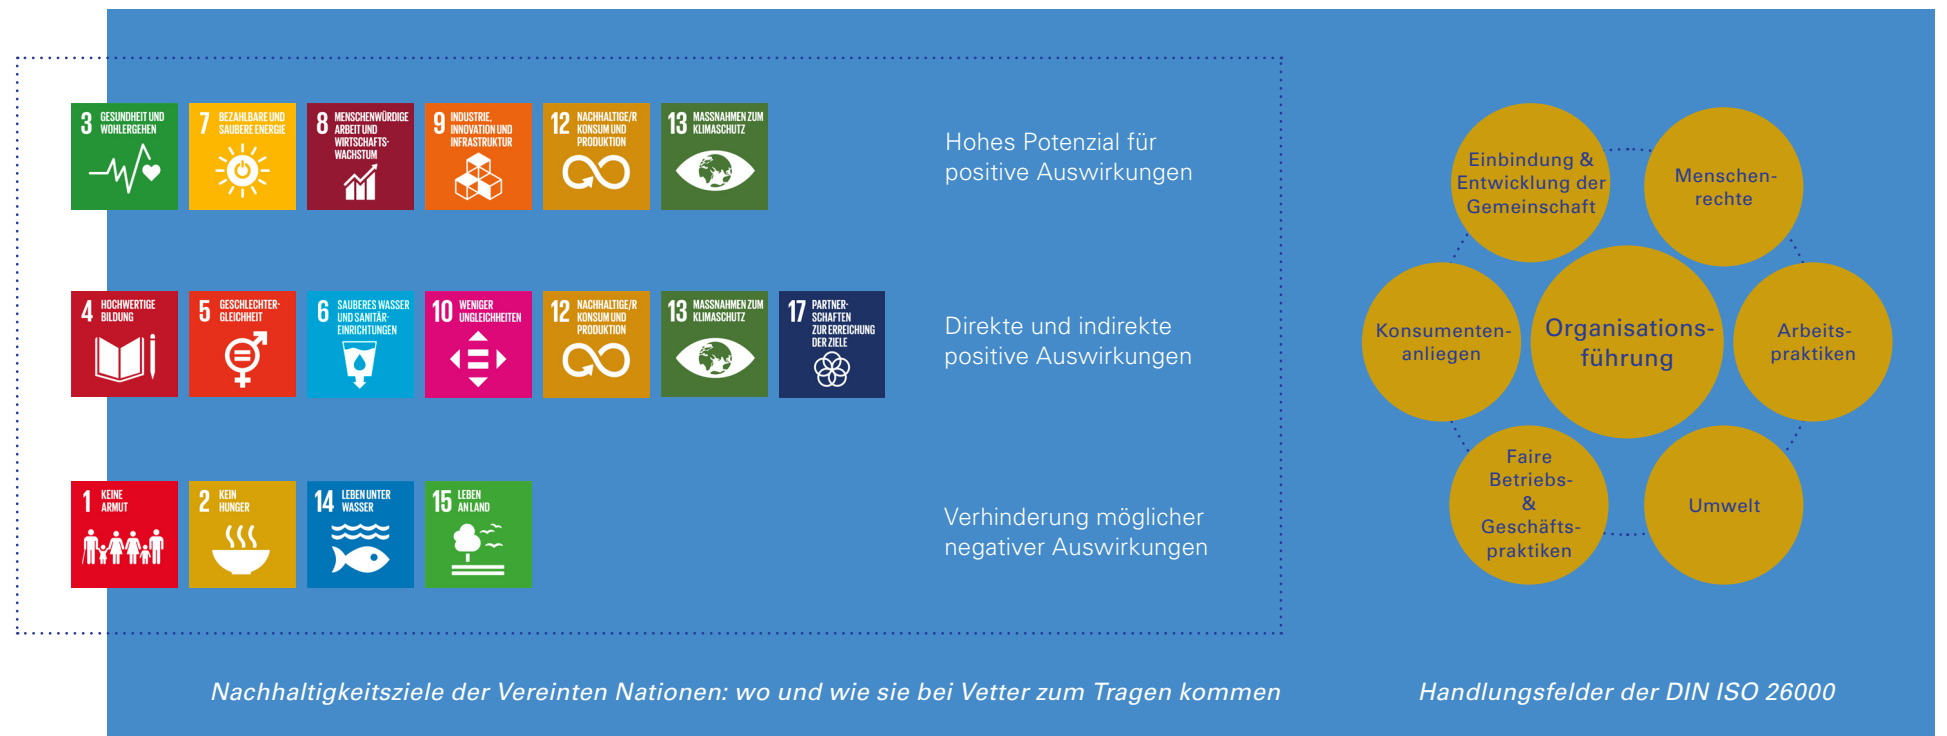 3 GESUNDHEIT UND
WOHLERGEHEN
7 BEZAHLBARE UND
SAUBERE ENERGIE
8 MENSCHENWÜRDIGE
ARBEIT UND
WIRTSCHAFTS-
WACHSTUM
9 INDUSTRIE,
INNOVATION UND
INFRASTRUKTUR
12 NACHHALTIGE/R
KONSUM UND
PRODUKTION
13 MASSNAHMEN ZUM
KLIMASCHUTZ
Hohes Potenzial für
positive Auswirkungen
4 HOCHWERTIGE
BILDUNG
5 GESCHLECHTER-
GLEICHHEIT
6 SAUBERES WASSER
UND SANITÄR-
EINRICHTUNGEN
10 WENIGER
UNGLEICHHEITEN
12 NACHHALTIGE/R
KONSUM UND
PRODUKTION
13 MASSNAHMEN ZUM
KLIMASCHUTZ
17 PARTNER-
SCHAFTEN
ZUR ERREICHUNG
DER ZIELE
Direkte und indirekte
positive Auswirkungen
1 KEINE
ARMUT
2 KEIN
HUNGER
14 LEBEN UNTER
WASSER
15 LEBEN
AN LAND
Verhinderung möglicher
negativer Auswirkungen
Nachhaltigkeitsziele der Vereinten Nationen: wo und wie sie bei Vetter zum Tragen kommen
Einbindung &
Entwicklung der
Gemeinschaft
Menschen-
rechte
Konsumenten-
anliegen
Organisations-
führung
Arbeits-
praktiken
Faire
Betriebs-
&
Geschäfts-
praktiken
Umwelt
Handlungsfelder der DIN ISO 26000